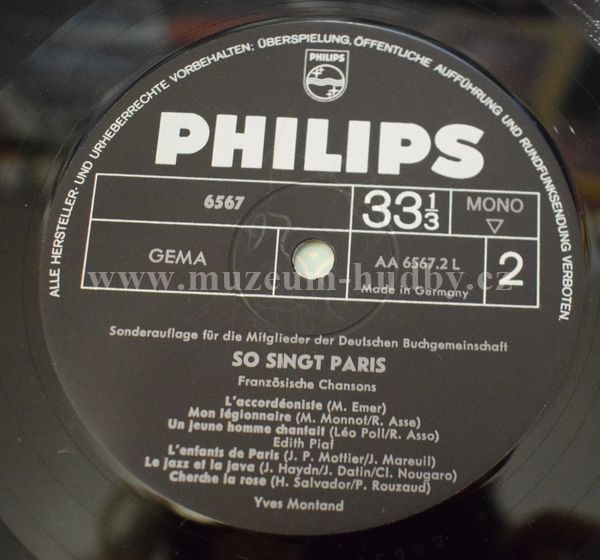 ALLE HERSTELLER- UND URHEBERRECHTE VORBEHALTEN; ÜBERSPIELUNG, ÖFFENTLICHE AUFFÜHRUNG UND RUNDFUNKSENDUNG VERBOTEN.
PHILIPS
PHILIPS
6567
33 1/3
MONO
GEMA
AA 6567.2 L
2
Made in Germany
www.muzeum-hudby.cz
Sonderauflage für die Mitglieder der Deutschen Buchgemeinschaft
SO SINGT PARIS
Französische Chansons
L'accordéoniste (M. Emer)
Mon légionnaire (M. Monnot/R. Asse)
Un jeune homme chantait (Léo Poll/R. Asso)
Edith Piaf
L'enfants de Paris (J. P. Mottier/J. Mareuil)
Le jazz et la java (J. Haydn/J. Datin/Cl. Nougaro)
Cherche la rose (H. Salvador/P. Rouzaud)
Yves Montand